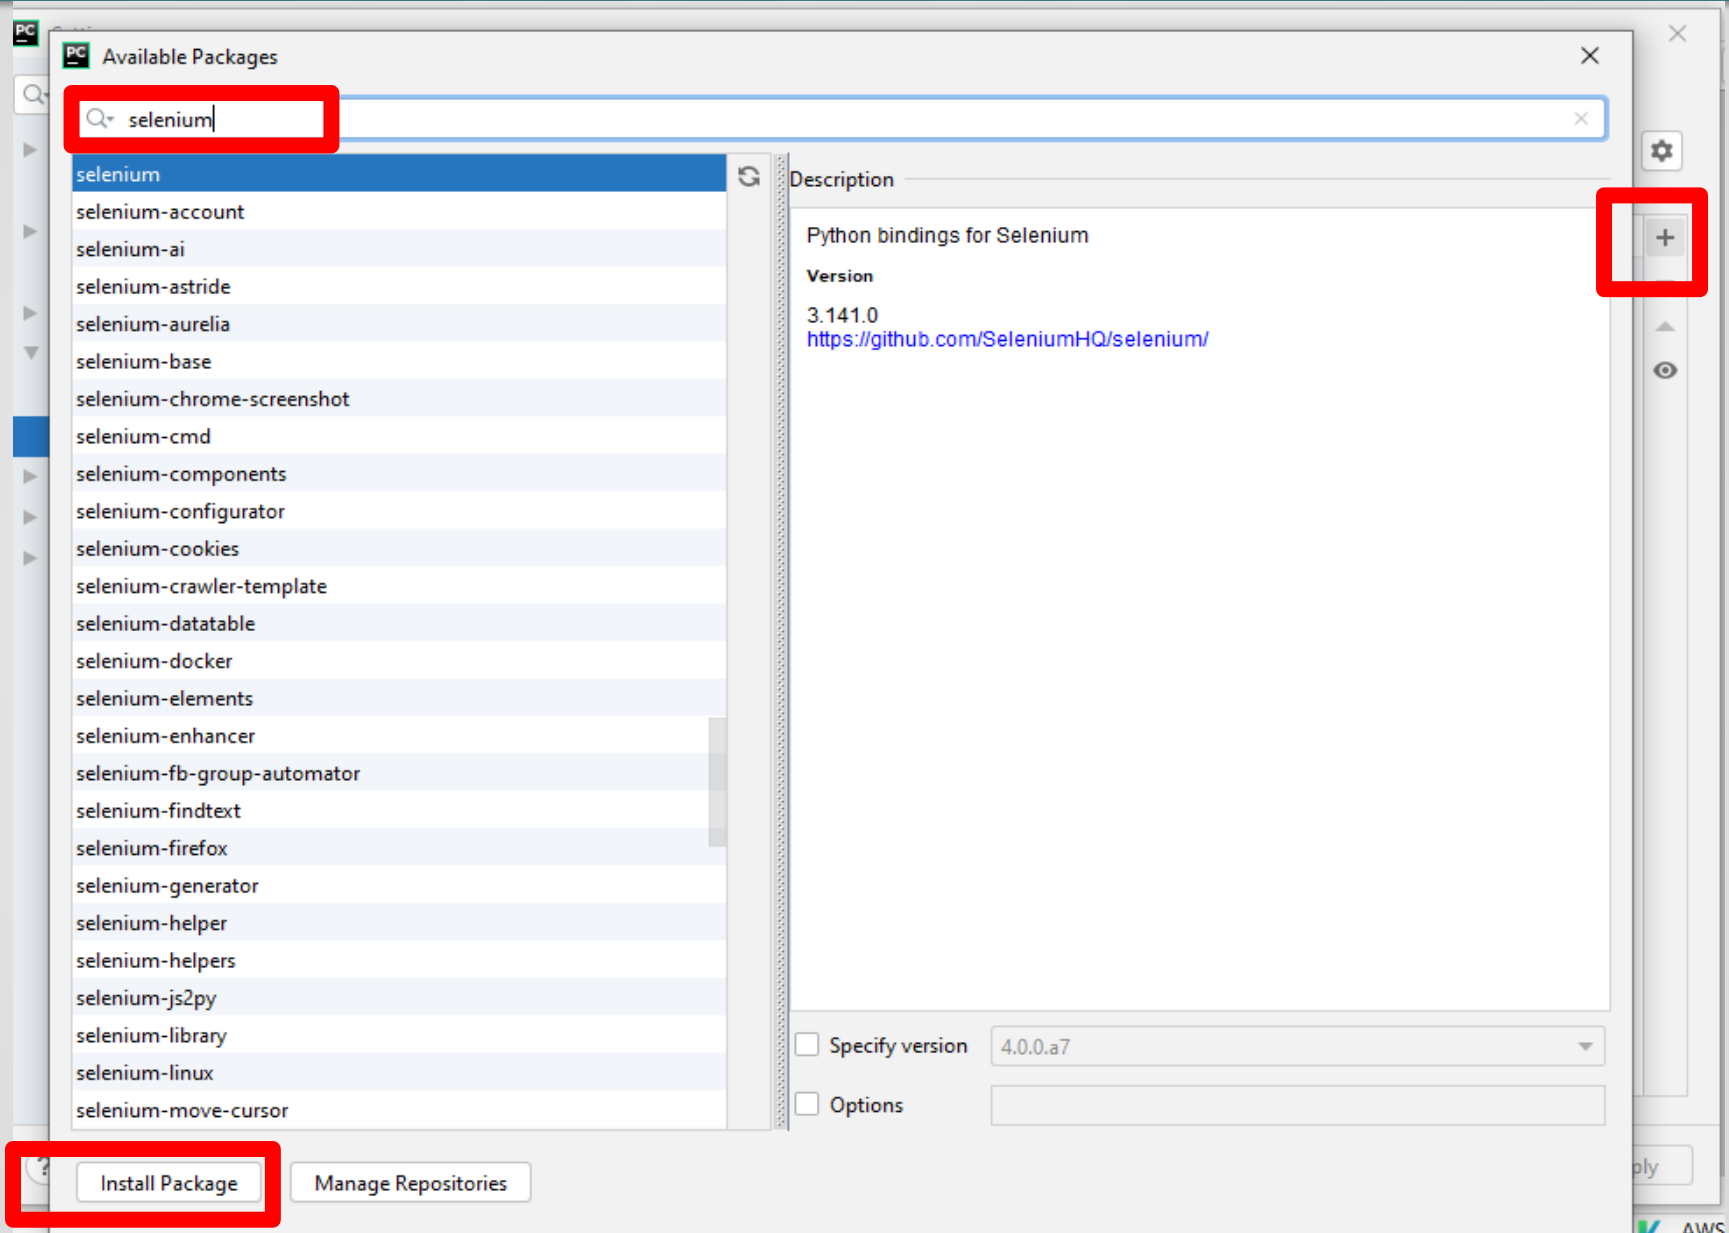 PC
PC Available Packages
selenium
selenium
selenium-account
selenium-ai
selenium-astride
selenium-aurelia
selenium-base
selenium-chrome-screenshot
selenium-cmd
selenium-components
selenium-configurator
selenium-cookies
selenium-crawler-template
selenium-datatable
selenium-docker
selenium-elements
selenium-enhancer
selenium-fb-group-automator
selenium-findtext
selenium-firefox
selenium-generator
selenium-helper
selenium-helpers
selenium-js2py
selenium-library
selenium-linux
selenium-move-cursor
Description
Python bindings for Selenium
Version
3.141.0
https://github.com/SeleniumHQ/selenium/
Specify version 4.0.0.a7
Options
? Install Package Manage Repositories ply
AWS